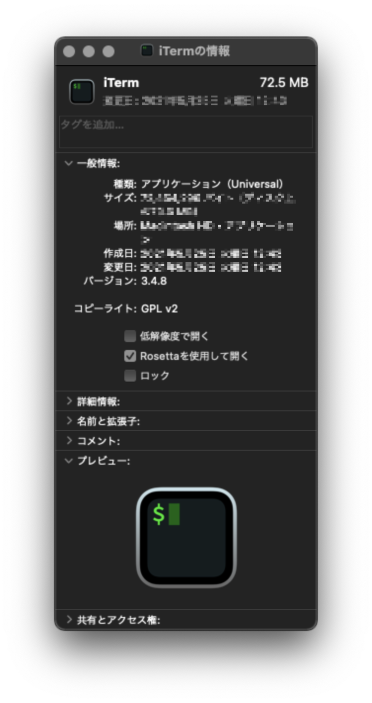 iTermの情報
iTerm 72.5 MB
変更日:
タグを追加...
一般情報:
種類: アプリケーション（Universal）
サイズ:
場所:
作成日:
変更日:
バージョン: 3.4.8
コピーライト: GPL v2
低解像度で開く
Rosettaを使用して開く
ロック
詳細情報:
名前と拡張子:
コメント:
プレビュー:
$
共有とアクセス権: